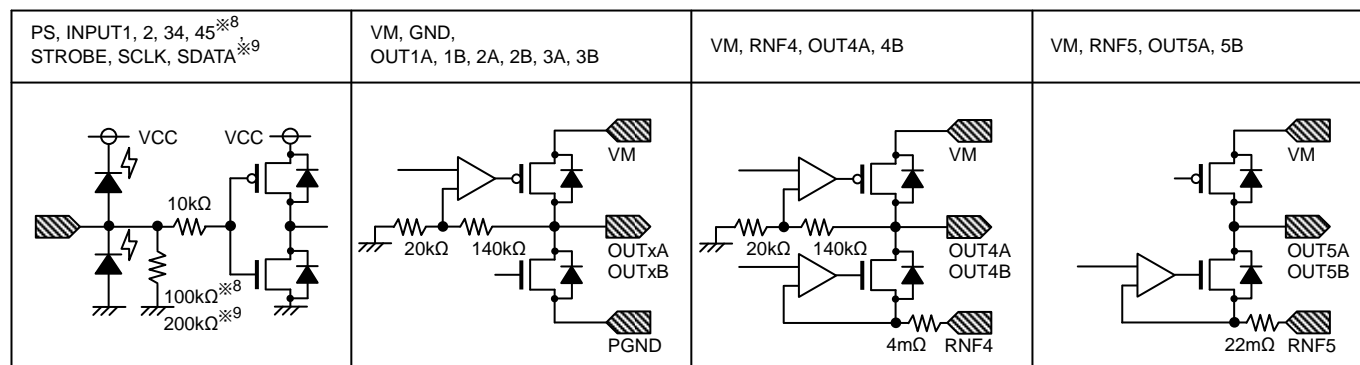 PS, INPUT1, 2, 34, 45※8,
STROBE, SCLK, SDATA※9
VCC
VCC
10kΩ
100kΩ※8
200kΩ※9
VM, GND,
OUT1A, 1B, 2A, 2B, 3A, 3B
VM
20kΩ
140kΩ
OUTxA
OUTxB
PGND
VM, RNF4, OUT4A, 4B
VM
20kΩ
140kΩ
OUT4A
OUT4B
4mΩ
RNF4
VM, RNF5, OUT5A, 5B
VM
OUT5A
OUT5B
22mΩ
RNF5